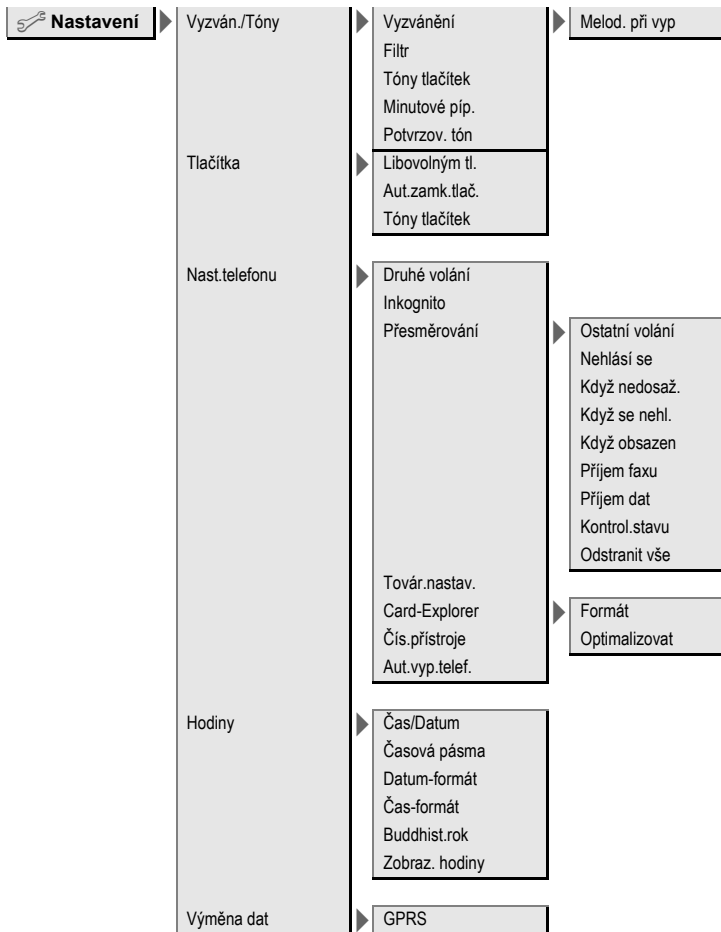 Nastavení
Vyzván./Tóny
Vyzvánění
Melod. při vyp
Filtr
Tóny tlačítek
Minutové píp.
Potvrzov. tón
Tlačítka
Libovolným tl.
Aut.zamk.tlač.
Tóny tlačítek
Nast.telefonu
Druhé volání
Inkognito
Přesměrování
Ostatní volání
Nehlásí se
Když nedosaž.
Když se nehl.
Když obsazen
Příjem faxu
Příjem dat
Kontrol.stavu
Odstranit vše
Továr.nastav.
Card-Explorer
Formát
Optimalizovat
Čís.přístroje
Aut.vyp.telef.
Hodiny
Čas/Datum
Časová pásma
Datum-formát
Čas-formát
Buddhist.rok
Zobraz. hodiny
Výměna dat
GPRS